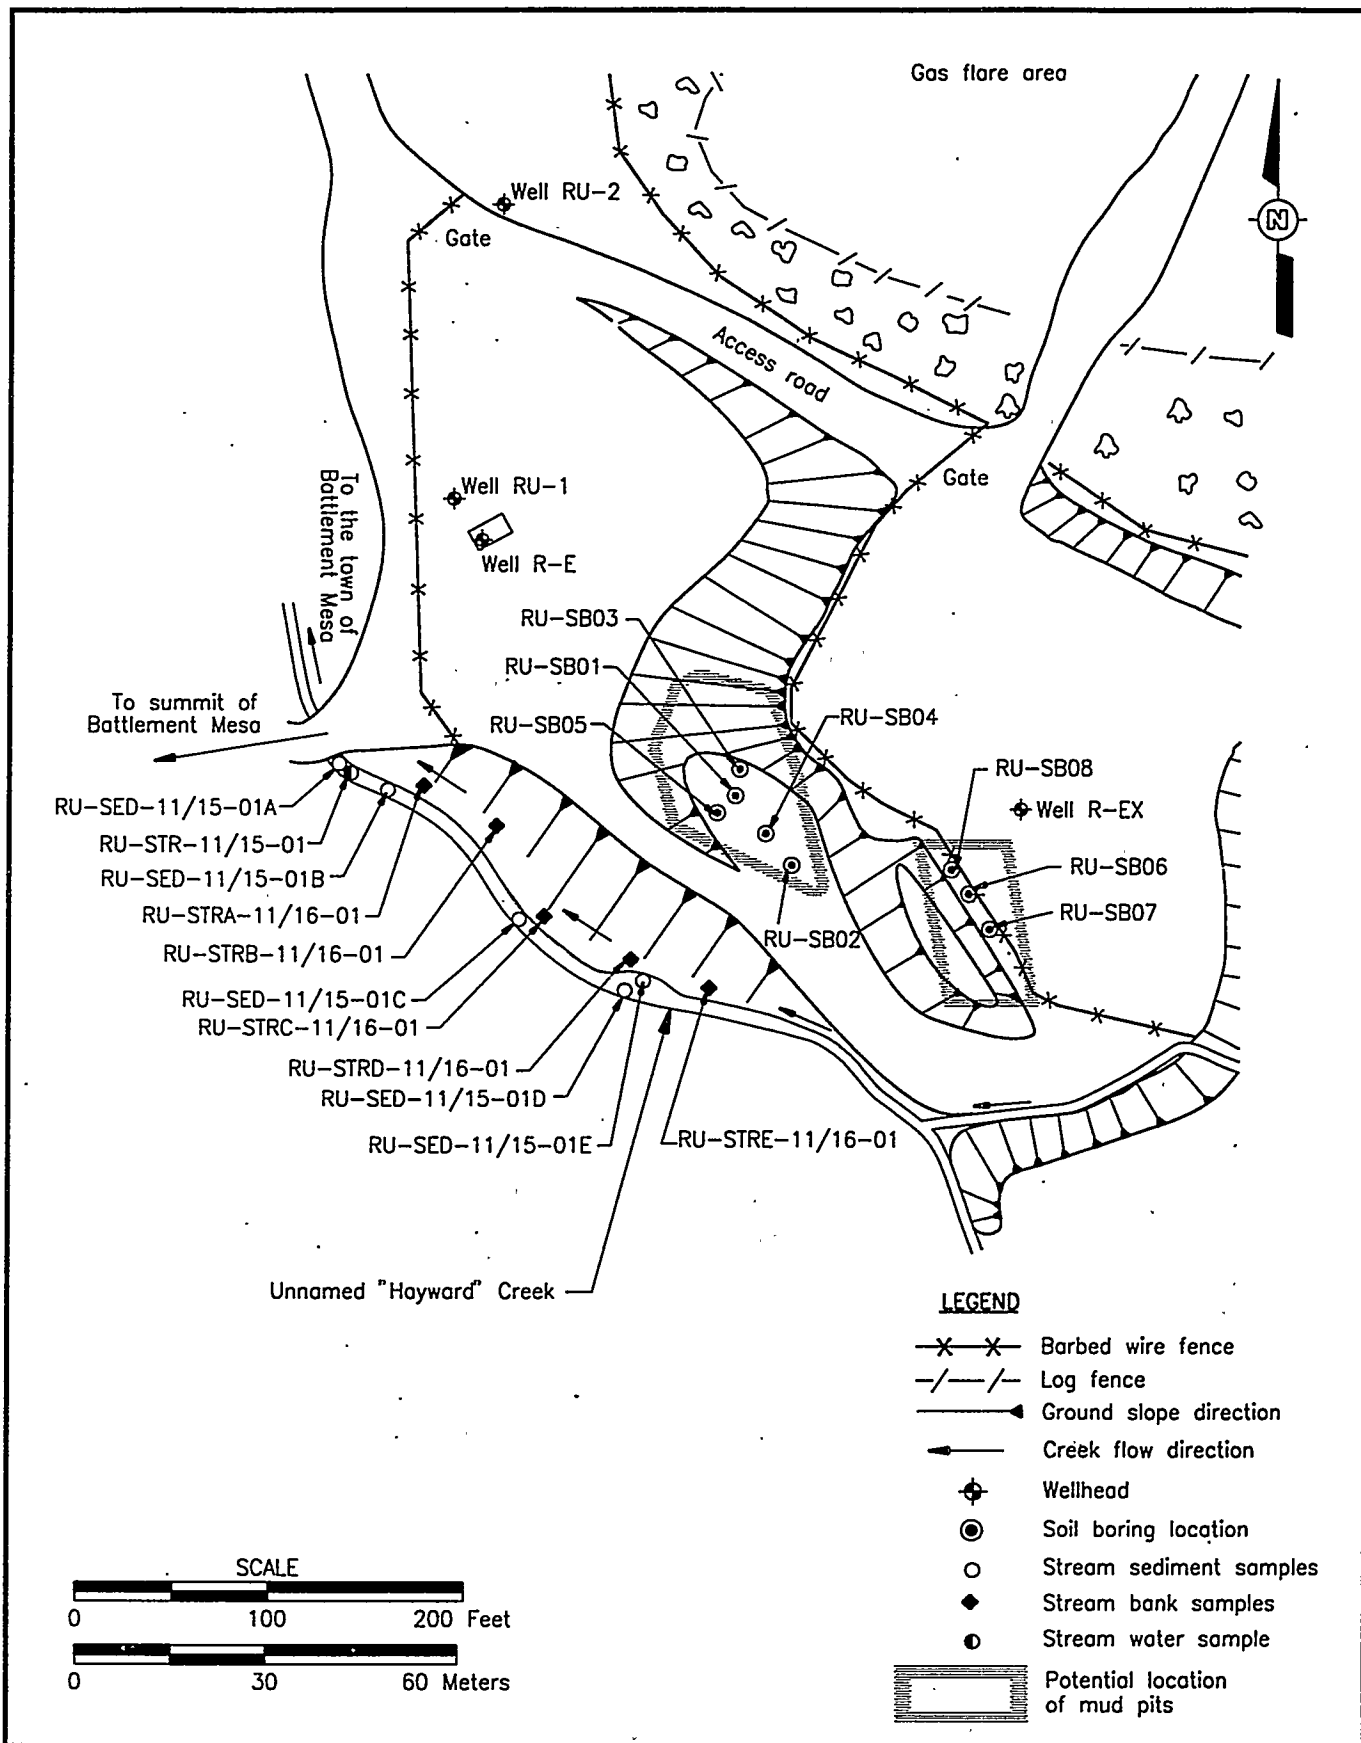 Gas flare area
Well RU-2
Gate
N
Access road
Gate
To the town of
Battlement Mesa
Well RU-1
Well R-E
RU-SB03
RU-SB01
RU-SB05
RU-SB04
To summit of
Battlement Mesa
RU-SB08
Well R-EX
RU-SB06
RU-SB07
RU-SB02
RU-SED-11/15-01A
RU-STR-11/15-01
RU-SED-11/15-01B
RU-STRA-11/16-01
RU-STRB-11/16-01
RU-SED-11/15-01C
RU-STRC-11/16-01
RU-STRD-11/16-01
RU-SED-11/15-01D
RU-SED-11/15-01E
RU-STRE-11/16-01
Unnamed "Hayward" Creek
LEGEND
Barbed wire fence
Log fence
Ground slope direction
Creek flow direction
Wellhead
Soil boring location
Stream sediment samples
Stream bank samples
Stream water sample
Potential location
of mud pits
SCALE
0 100 200 Feet
0 30 60 Meters